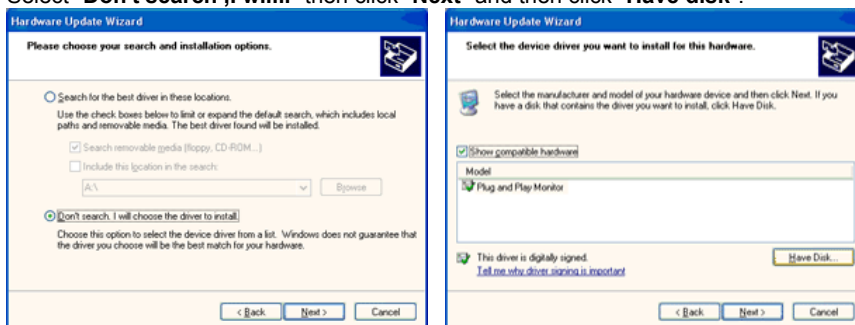 Select "Don't search ,I will..." then click "Next" and then click "Have disk".
Hardware Update Wizard
Please choose your search and installation options.
Search for the best driver in these locations.
Use the check boxes below to limit or expand the default search, which includes local
paths and removable media. The best driver found will be installed.
Search removable media (floppy, CD-ROM...)
Include this location in the search:
A:\
Browse
Don't search. I will choose the driver to install.
Choose this option to select the device driver from a list. Windows does not guarantee that
the driver you choose will be the best match for your hardware.
< Back
Next >
Cancel
Hardware Update Wizard
Select the device driver you want to install for this hardware.
Select the manufacturer and model of your hardware device and then click Next. If you
have a disk that contains the driver you want to install, click Have Disk.
Show compatible hardware
Model
Plug and Play Monitor
This driver is digitally signed.
Tell me why driver signing is important
Have Disk...
< Back
Next >
Cancel